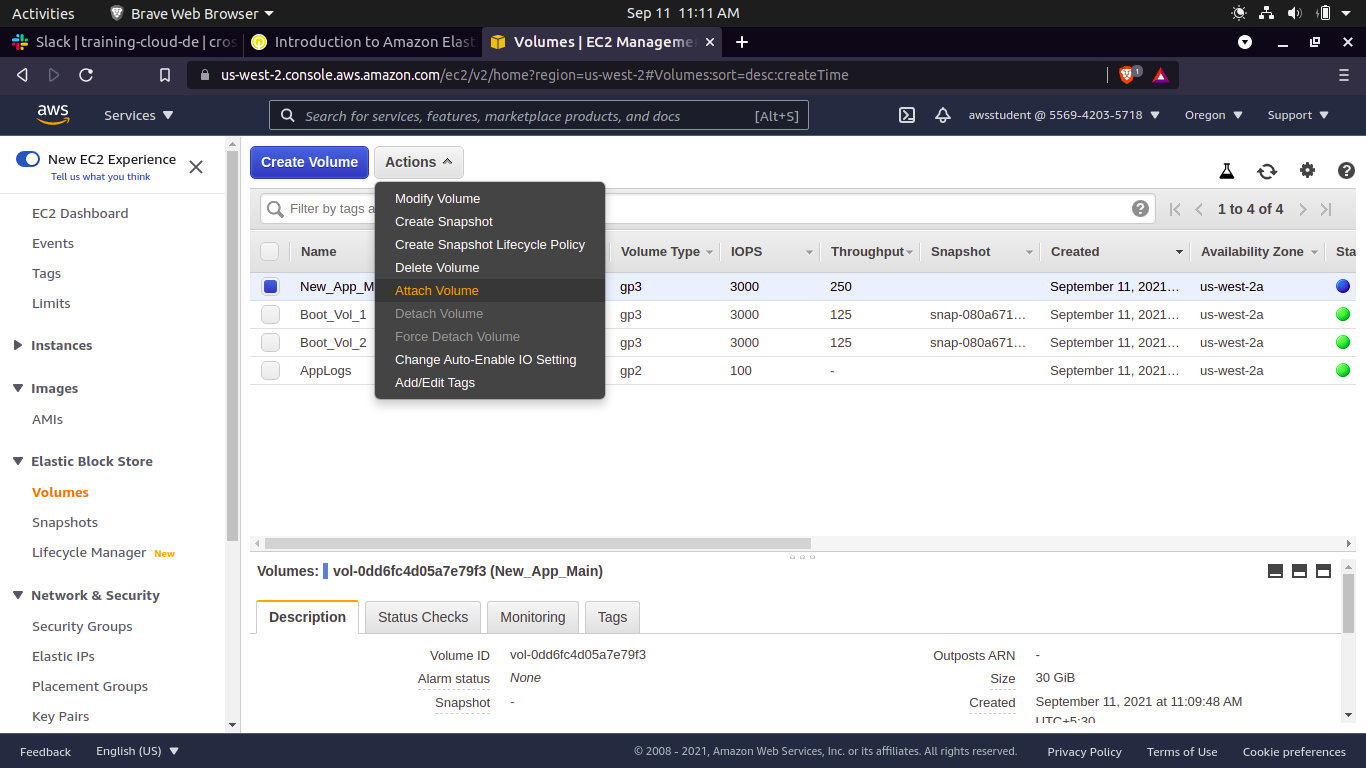 Activities
Brave Web Browser
Sep 11 11:11 AM
Slack | training-cloud-de | cros
Introduction to Amazon Elast
Volumes | EC2 Manageme
us-west-2.console.aws.amazon.com/ec2/v2/home?region=us-west-2#Volumes:sort=desc:createTime
1
aws
Services
Search for services, features, marketplace products, and docs [Alt+S]
awsstudent @ 5569-4203-5718
Oregon
Support
New EC2 Experience
Tell us what you think
EC2 Dashboard
Events
Tags
Limits
Instances
Images
AMIs
Elastic Block Store
Volumes
Snapshots
Lifecycle Manager New
Network & Security
Security Groups
Elastic IPs
Placement Groups
Key Pairs
Create Volume
Actions
Modify Volume
Create Snapshot
Create Snapshot Lifecycle Policy
Delete Volume
Attach Volume
Detach Volume
Force Detach Volume
Change Auto-Enable IO Setting
Add/Edit Tags
Filter by tags a
1 to 4 of 4
Name Volume Type IOPS Throughput Snapshot Created Availability Zone Sta
New_App_M gp3 3000 250 September 11, 2021... us-west-2a
Boot_Vol_1 gp3 3000 125 snap-080a671... September 11, 2021... us-west-2a
Boot_Vol_2 gp3 3000 125 snap-080a671... September 11, 2021... us-west-2a
AppLogs gp2 100 - September 11, 2021... us-west-2a
Volumes: vol-0dd6fc4d05a7e79f3 (New_App_Main)
Description Status Checks Monitoring Tags
Volume ID vol-0dd6fc4d05a7e79f3 Outposts ARN -
Alarm status None Size 30 GiB
Snapshot - Created September 11, 2021 at 11:09:48 AM
UTC+5:30
Feedback English (US)
© 2008 - 2021, Amazon Web Services, Inc. or its affiliates. All rights reserved.
Privacy Policy Terms of Use Cookie preferences